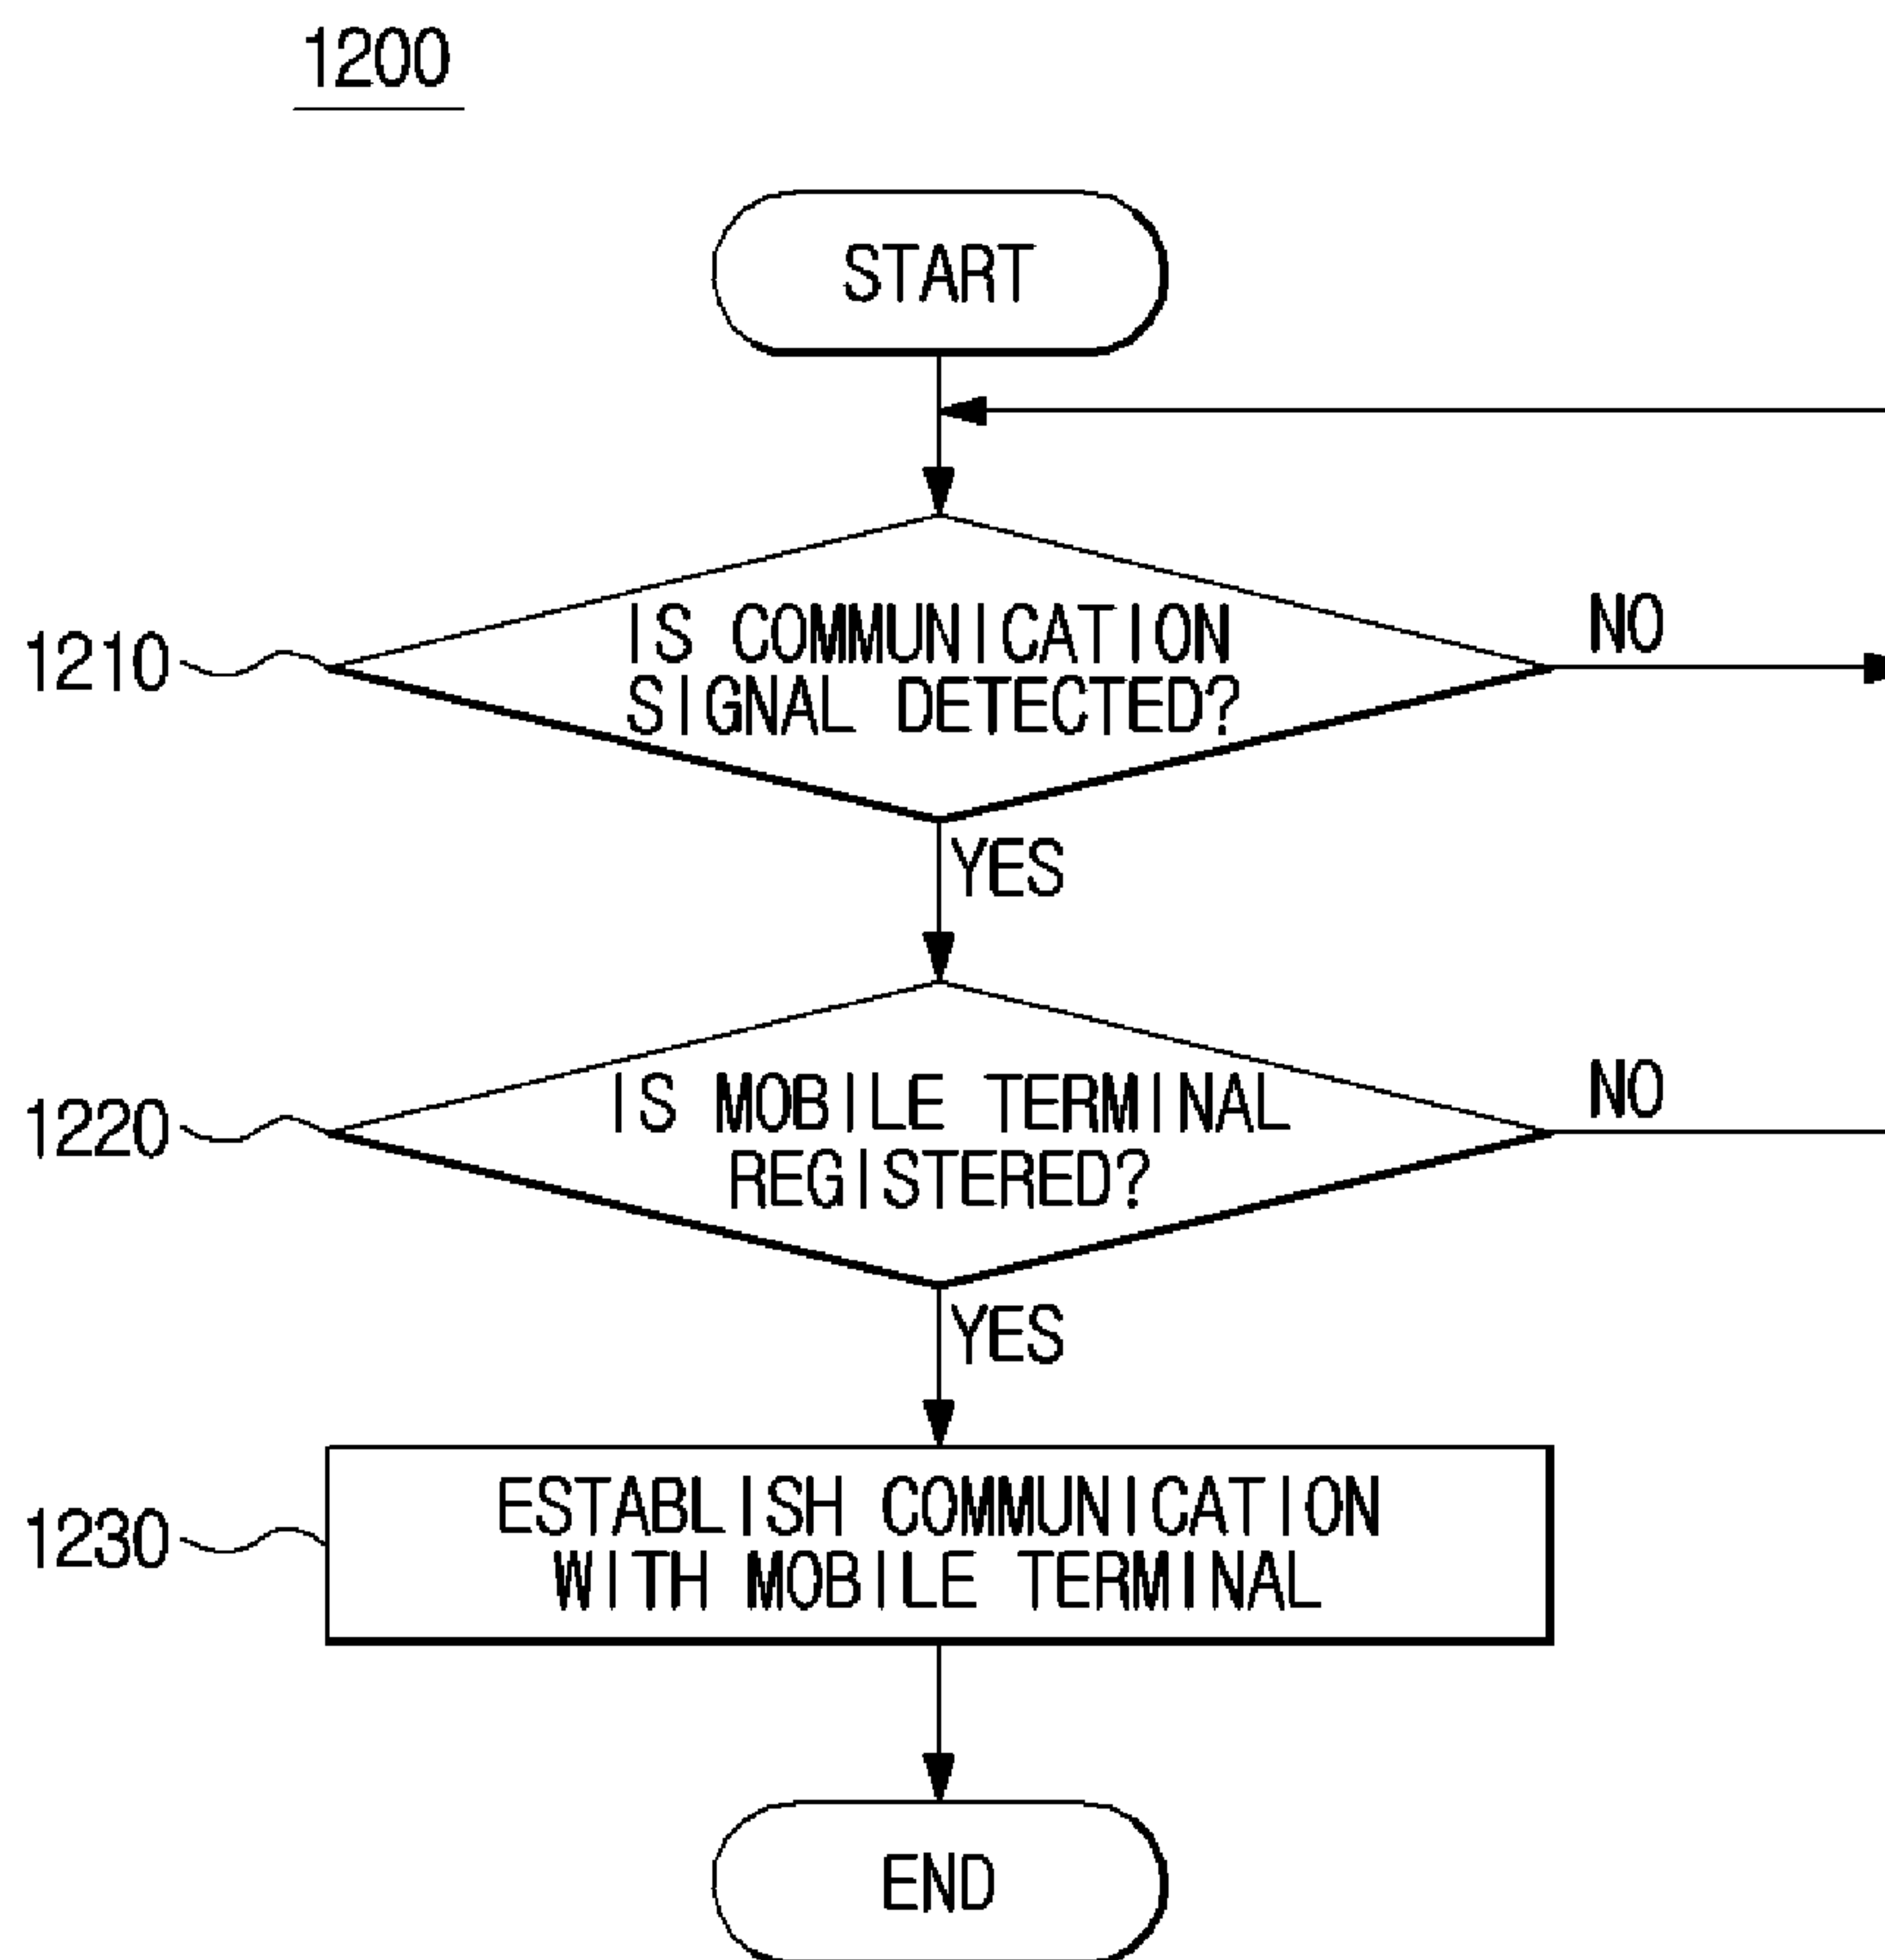 1200
START
IS COMMUNICATION
SIGNAL DETECTED?
NO
1210
YES
IS MOBILE TERMINAL
REGISTERED?
NO
1220
YES
ESTABLISH COMMUNICATION
WITH MOBILE TERMINAL
1230
END